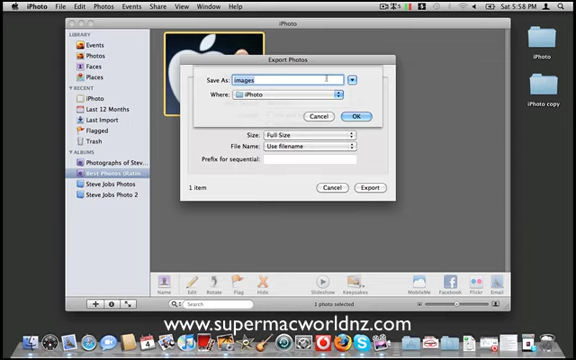 iPhoto File Edit Photos Events Share View Window Help
Sat 5:58 PM
iPhoto
LIBRARY
Events
Photos
Faces
Places
RECENT
iPhoto
Last 12 Months
Last Import
Flagged
Trash
ALBUMS
Photographs of Stev...
Best Photos (Ratin...
Steve Jobs Photos
Steve Jobs Photo 2
Export Photos
Save As: images
Where: iPhoto
Cancel OK
Size: Full Size
File Name: Use filename
Prefix for sequential:
1 item
Cancel Export
iPhoto
iPhoto copy
Name Edit Rotate Flag Hide Slideshow Keepsakes MobileMe Facebook Flickr Email
Search
1 photo selected
www.supermacworldnz.com